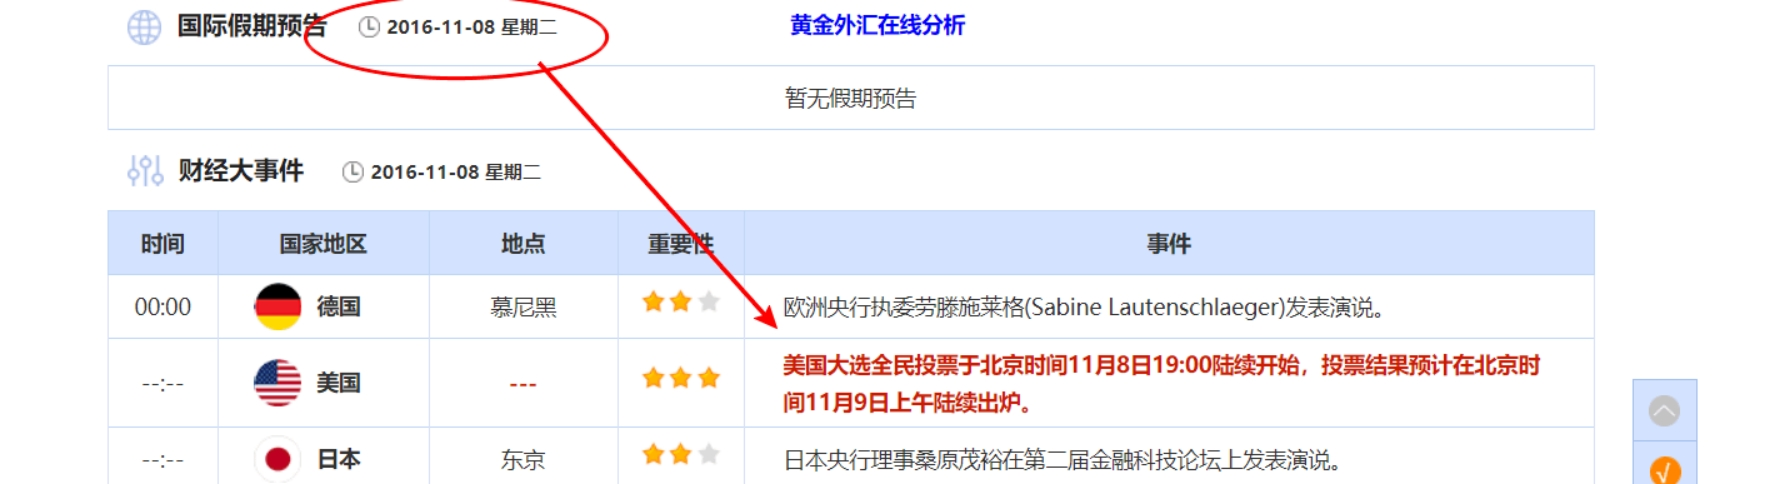 国际假期预告 2016-11-08 星期二 黄金外汇在线分析
暂无假期预告
财经大事件 2016-11-08 星期二
时间 国家地区 地点 重要性 事件
00:00 德国 慕尼黑 欧洲央行执委劳滕施莱格(Sabine Lautenschlaeger)发表演说。
--:-- 美国 --- 美国大选全民投票于北京时间11月8日19:00陆续开始，投票结果预计在北京时
间11月9日上午陆续出炉。
--:-- 日本 东京 日本央行理事桑原茂裕在第二届金融科技论坛上发表演说。